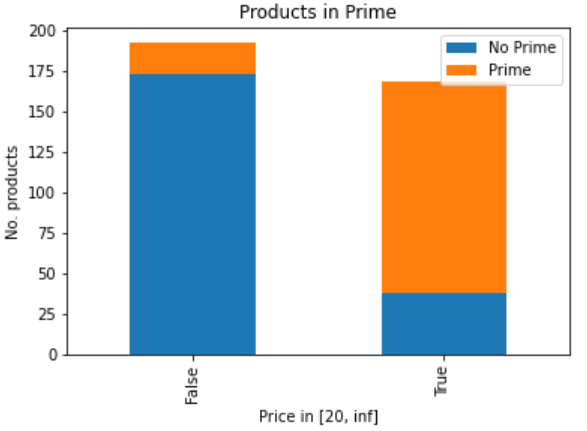 Products in Prime
No Prime
Prime
200
175
150
125
100
75
50
25
0
No. products
False
True
Price in [20, inf]